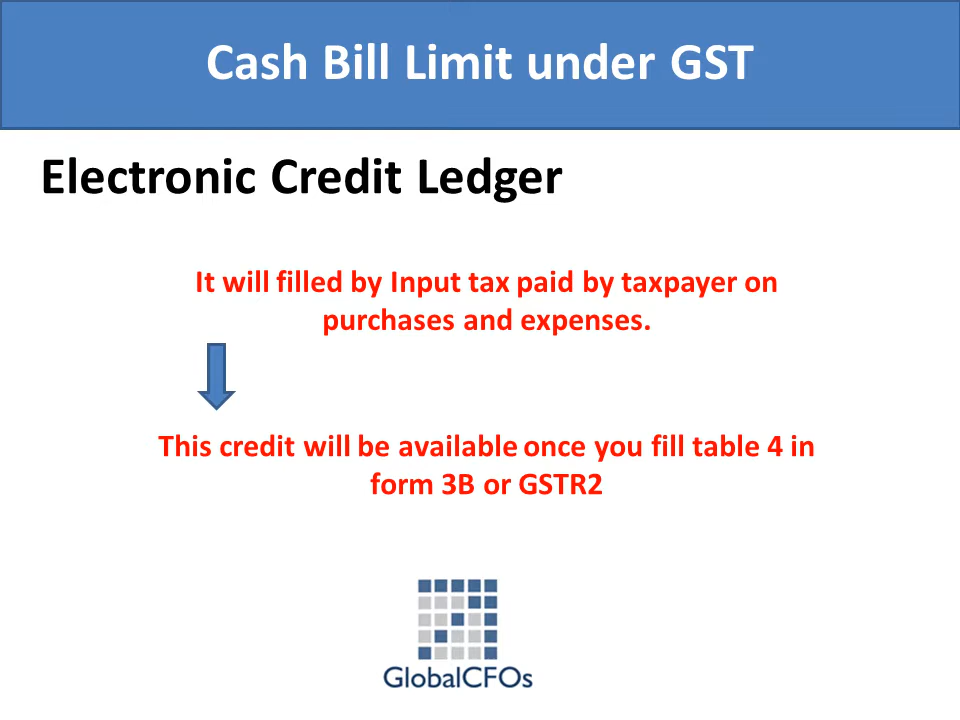 Cash Bill Limit under GST
Electronic Credit Ledger
It will filled by Input tax paid by taxpayer on
purchases and expenses.
This credit will be available once you fill table 4 in
form 3B or GSTR2
GlobalCFOs